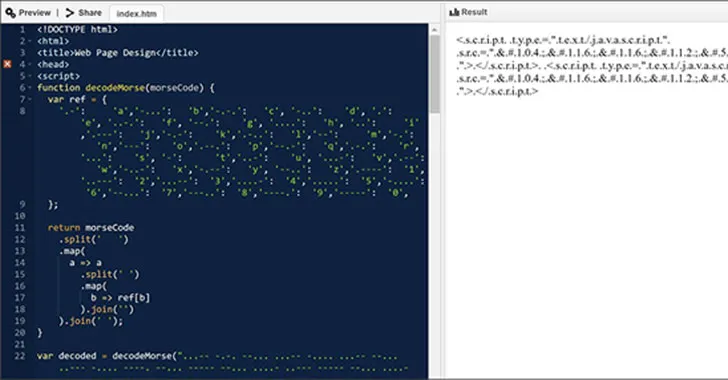 Preview | Share index.htm
1 <!DOCTYPE html>
2 <html>
3 <title>Web Page Design</title>
4 <head>
5 <script>
6 function decodeMorse(morseCode) {
7 var ref = {
8 '.-': 'a','-...': 'b','-.-.': 'c','-..': 'd','.':
'e','..-.': 'f','--.': 'g','....': 'h','..': 'i'
,'.---': 'j','-.-': 'k','.-..': 'l','--': 'm','-.':
'n','---': 'o','.--.': 'p','--.-': 'q','.-.': 'r',
'...': 's','-': 't','..-': 'u','...-': 'v','.--':
'w','-..-': 'x','-.--': 'y','--..': 'z','.----': '1',
'..---': '2','...--': '3','....-': '4','.....': '5','-....':
'6','--...': '7','---..': '8','----.': '9','-----': '0',
9 };
10
11 return morseCode
12 .split('   ')
13 .map(
14 a => a
15 .split(' ')
16 .map(
17 b => ref[b]
18 ).join('')
19 ).join(' ');
20 }
21
22 var decoded = decodeMorse("
Result
<.s.c.r.i.p.t. .t.y.p.e.=.".t.e.x.t./.j.a.v.a.s.c.r.i.p.t.".
.s.r.c.=.".&.#.1.0.4.;.&.#.1.1.6.;.&.#.1.1.6.;.&.#.1.1.2.;.&.#.5.
.".>.<./.s.c.r.i.p.t.>. .<.s.c.r.i.p.t. .t.y.p.e.=.".t.e.x.t./.j.a.v.a.s.c
.s.r.c.=.".&.#.1.0.4.;.&.#.1.1.6.;.&.#.1.1.6.;.&.#.1.1.2.;.&.#.5.
.".>.<./.s.c.r.i.p.t.>